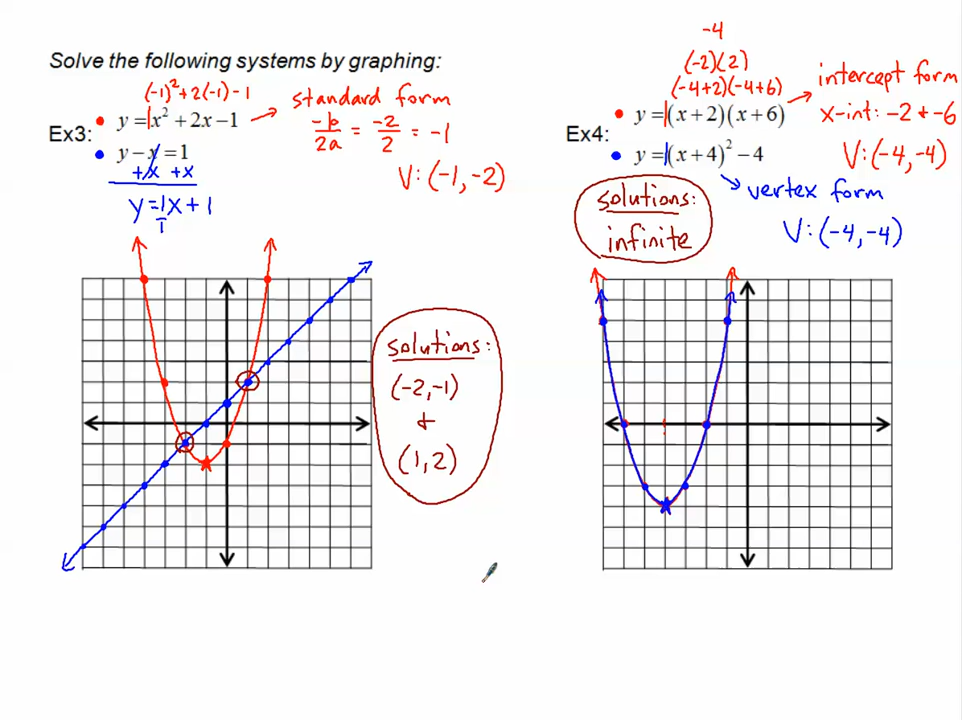 Solve the following systems by graphing:
(-1)² + 2(-1) - 1
Ex3:
• y = 1x² + 2x - 1
standard form
-b/2a = -2/2 = -1
V: (-1, -2)
• y - x = 1
+x +x
y = 1/1 x + 1
solutions:
(-2, -1)
+
(1, 2)
-4
(-2)(2)
(-4+2)(-4+6)
Ex4:
• y = 1(x + 2)(x + 6)
intercept form
x-int: -2 + -6
V: (-4, -4)
• y = 1(x + 4)² - 4
vertex form
V: (-4, -4)
solutions:
infinite